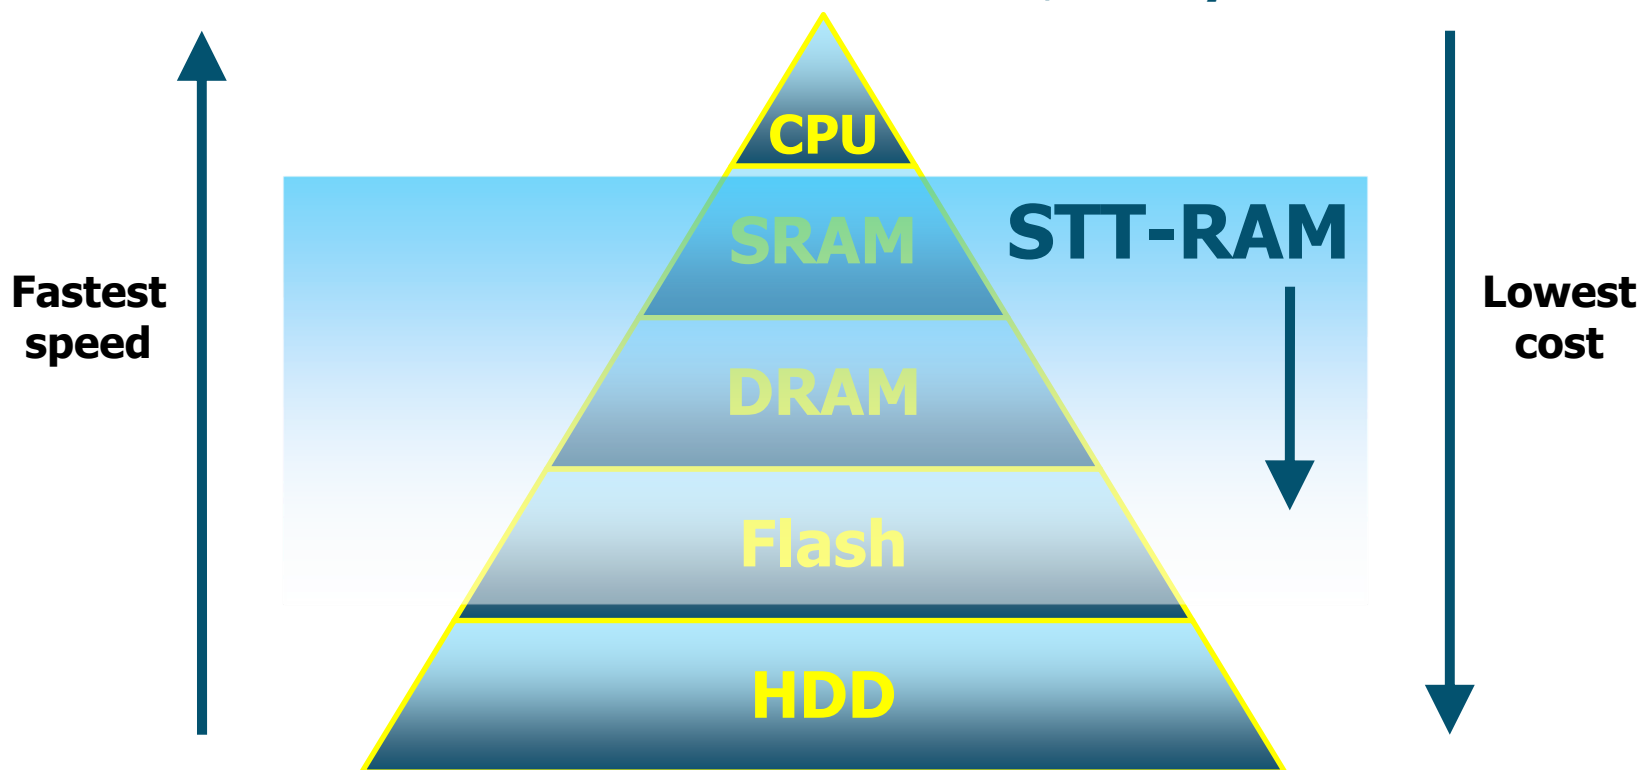 CPU
SRAM
STT-RAM
Fastest
speed
Lowest
cost
DRAM
Flash
HDD